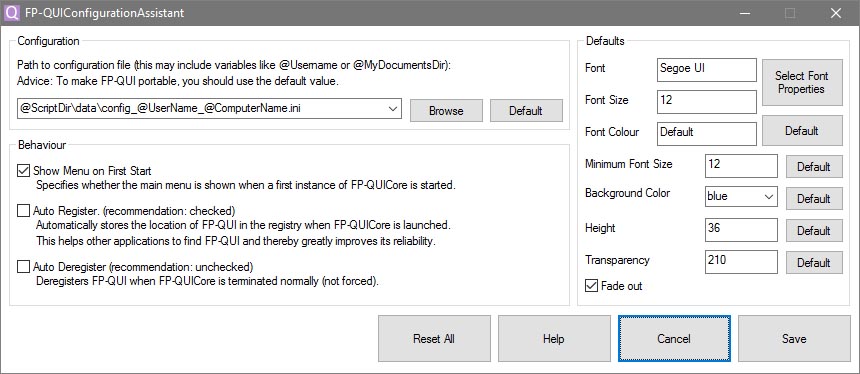 Q FP-QUIConfigurationAssistant
Configuration
Path to configuration file (this may include variables like @Username or @MyDocumentsDir):
Advice: To make FP-QUI portable, you should use the default value.
@ScriptDir\data\config_@UserName_@ComputerName.ini
Browse
Default
Behaviour
Show Menu on First Start
Specifies whether the main menu is shown when a first instance of FP-QUICore is started.
Auto Register. (recommendation: checked)
Automatically stores the location of FP-QUI in the registry when FP-QUICore is launched.
This helps other applications to find FP-QUI and thereby greatly improves its reliability.
Auto Deregister (recommendation: unchecked)
Deregisters FP-QUI when FP-QUICore is terminated normally (not forced).
Defaults
Font
Segoe UI
Select Font
Properties
Font Size
12
Font Colour
Default
Default
Minimum Font Size
12
Default
Background Color
blue
Default
Height
36
Default
Transparency
210
Default
Fade out
Reset All
Help
Cancel
Save